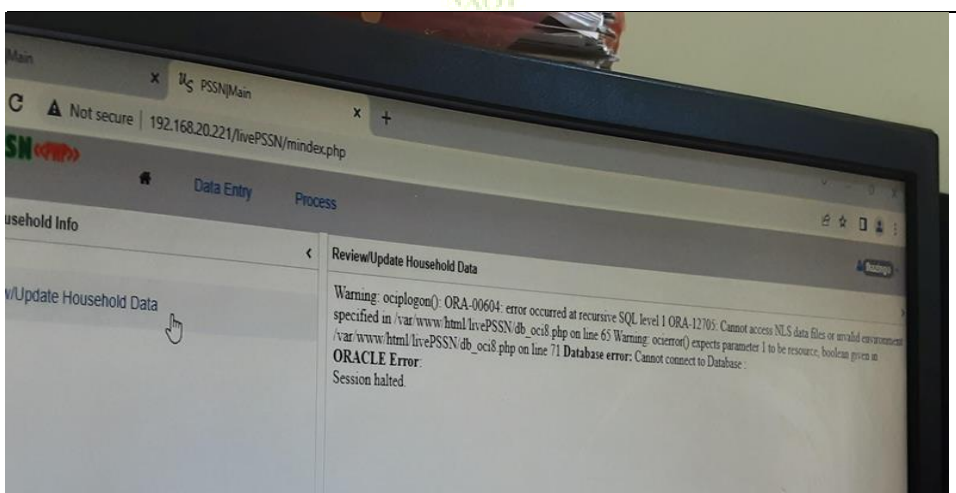 Main
PSSN|Main
Not secure | 192.168.20.221/livePSSN/mindex.php
SN <<PHP>>
Data Entry
Process
usehold Info
Review/Update Household Data
w/Update Household Data
Warning: ociplogon(): ORA-00604: error occurred at recursive SQL level 1 ORA-12705: Cannot access NLS data files or invalid environment
specified in /var/www/html/livePSSN/db_oci8.php on line 65 Warning: ocierror() expects parameter 1 to be resource, boolean given in
/var/www/html/livePSSN/db_oci8.php on line 71 Database error: Cannot connect to Database :
ORACLE Error:
Session halted.